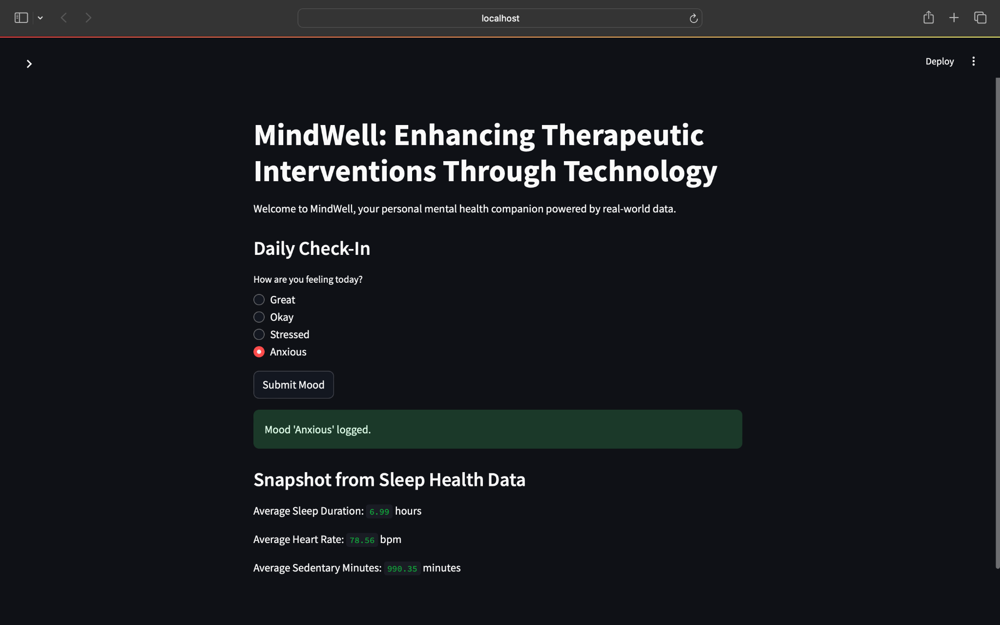 localhost
Deploy
MindWell: Enhancing Therapeutic
Interventions Through Technology
Welcome to MindWell, your personal mental health companion powered by real-world data.
Daily Check-In
How are you feeling today?
Great
Okay
Stressed
Anxious
Submit Mood
Mood 'Anxious' logged.
Snapshot from Sleep Health Data
Average Sleep Duration: 6.99 hours
Average Heart Rate: 78.56 bpm
Average Sedentary Minutes: 990.35 minutes